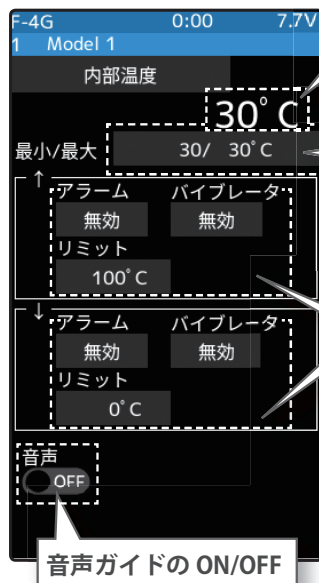 F-4G 0:00 7.7V
1 Model 1
内部温度
30°C
最小/最大 30/ 30°C
↑
アラーム バイブレータ
無効 無効
リミット
100°C
↓
アラーム バイブレータ
無効 無効
リミット
0°C
音声
OFF
音声ガイドの ON/OFF